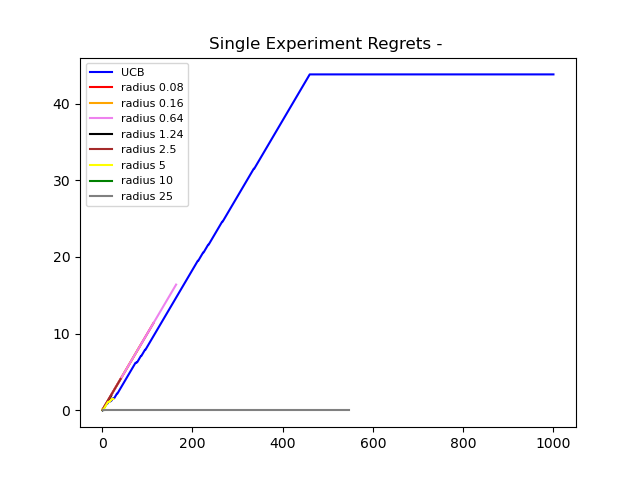 Single Experiment Regrets -
UCB
radius 0.08
radius 0.16
radius 0.64
radius 1.24
radius 2.5
radius 5
radius 10
radius 25
40
30
20
10
0
0 200 400 600 800 1000